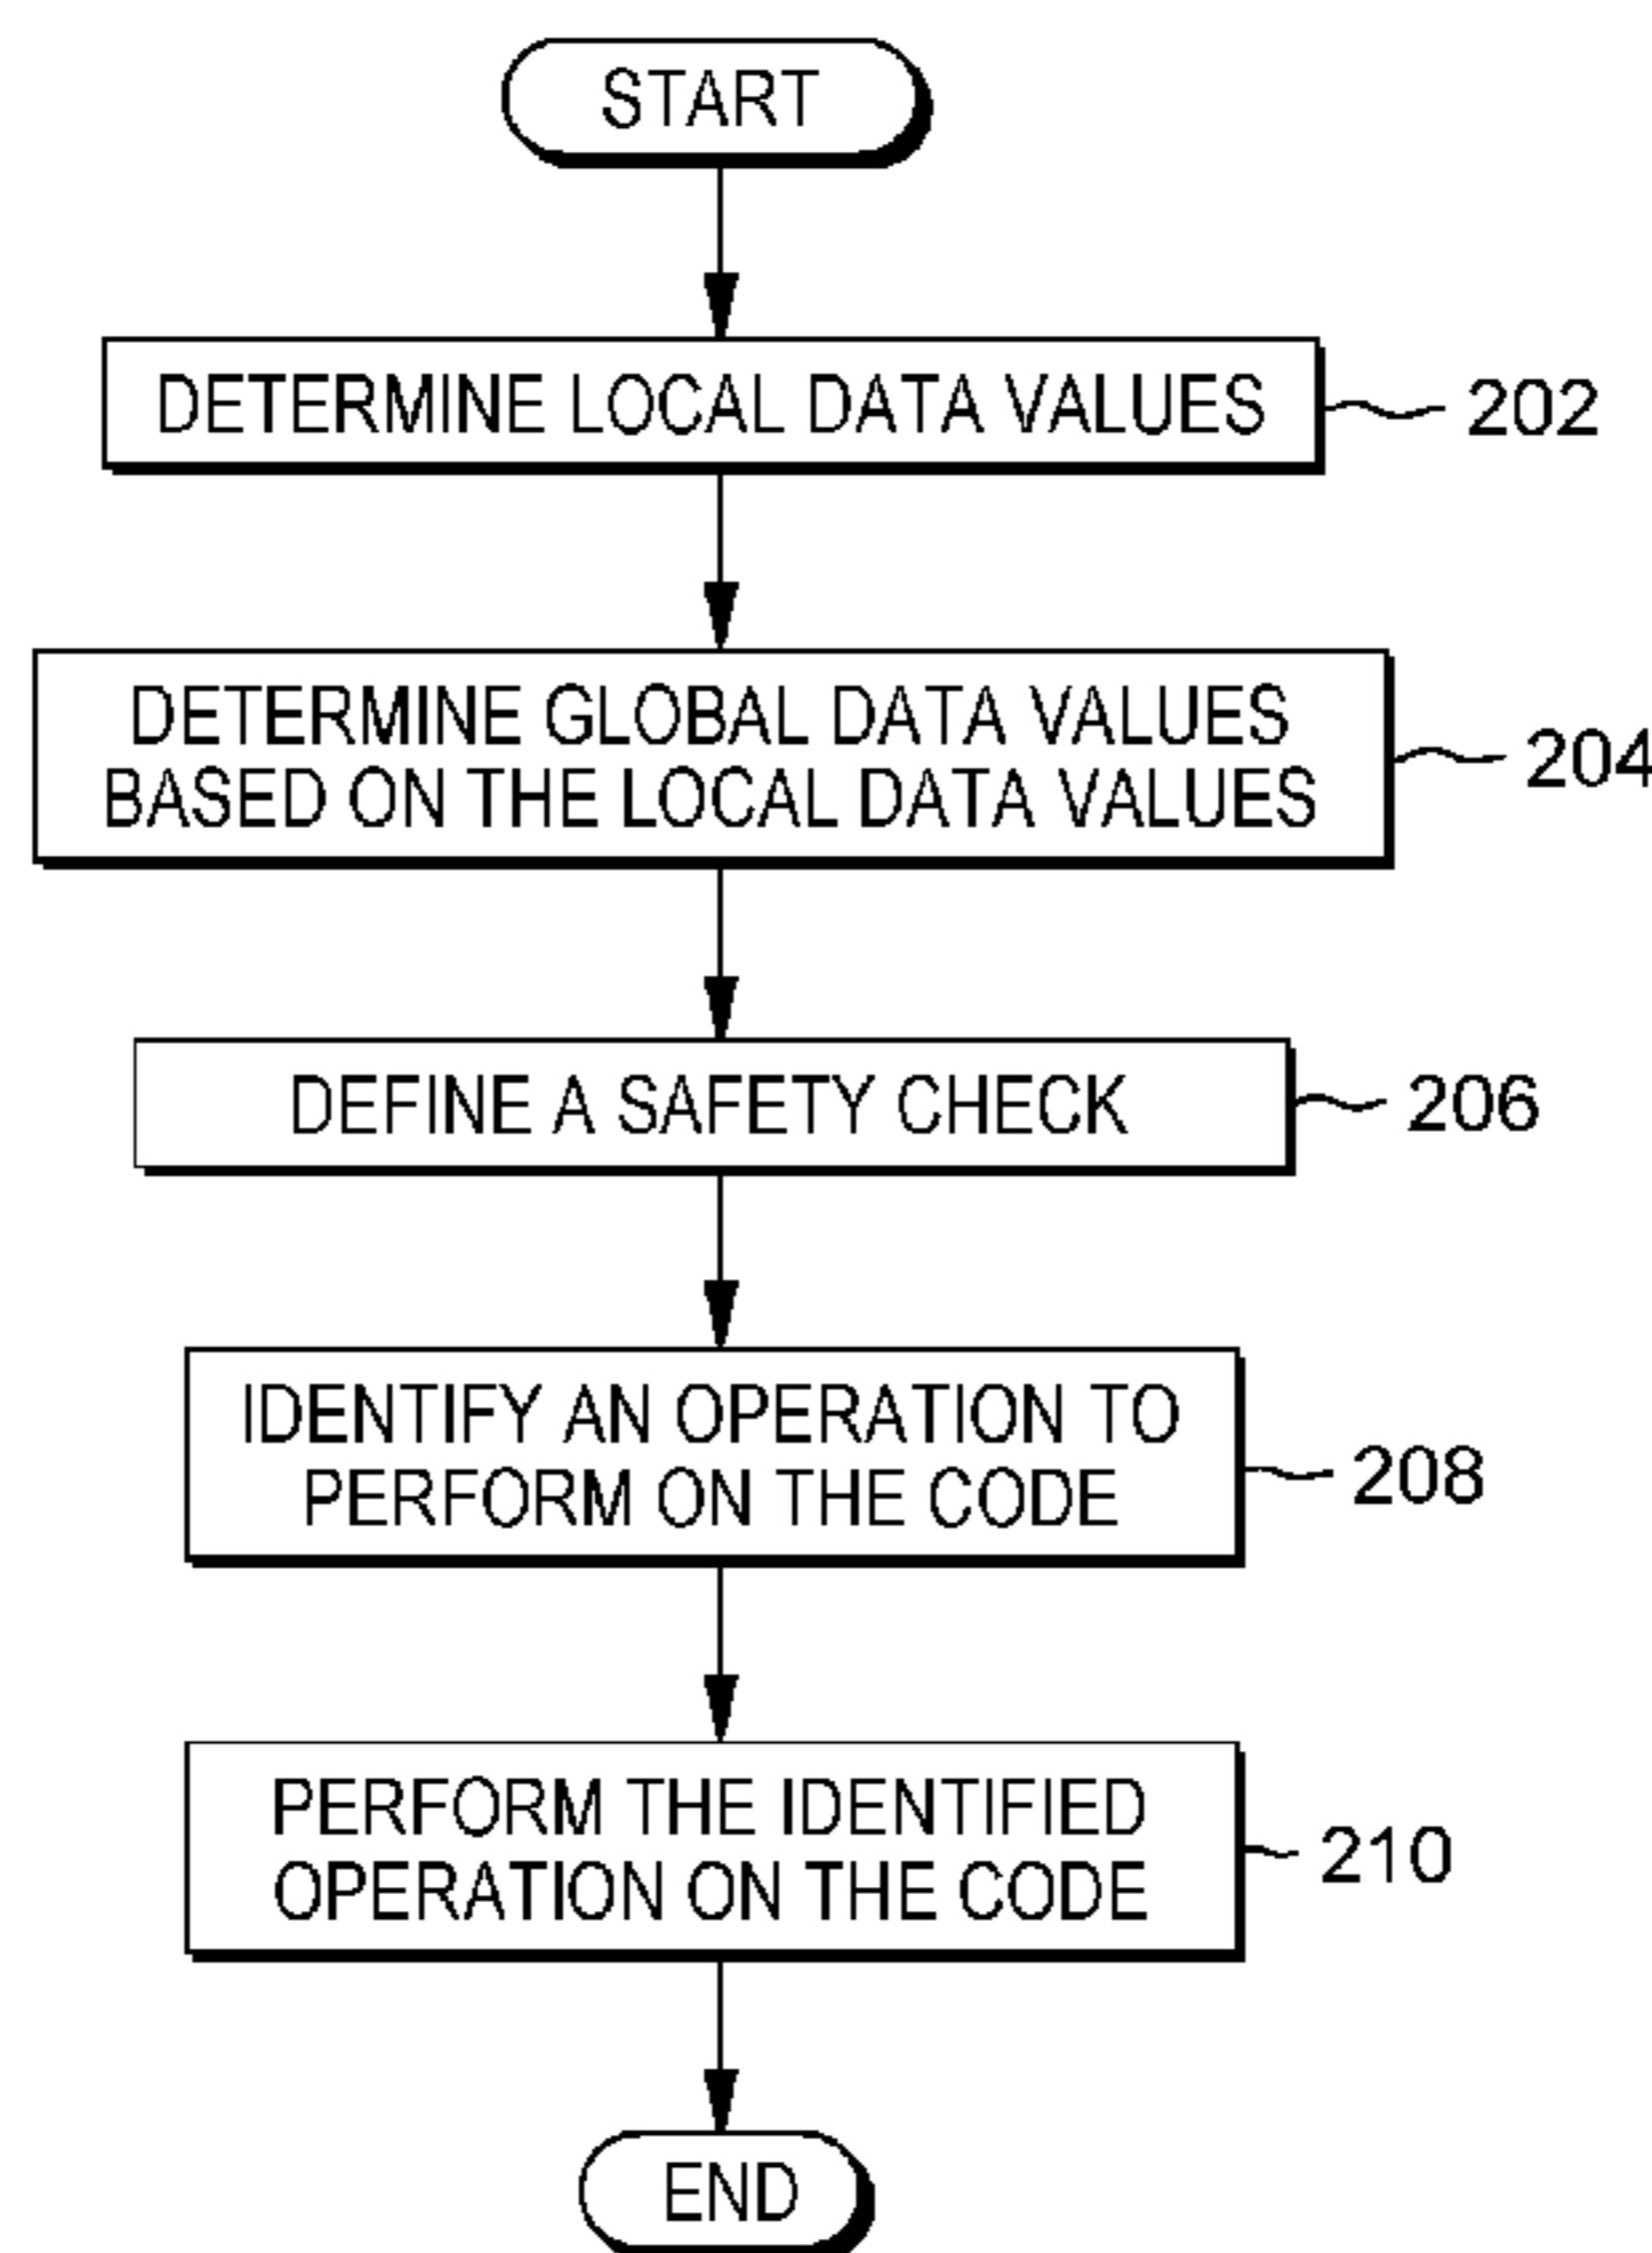 START
DETERMINE LOCAL DATA VALUES
202
DETERMINE GLOBAL DATA VALUES
BASED ON THE LOCAL DATA VALUES
204
DEFINE A SAFETY CHECK
206
IDENTIFY AN OPERATION TO
PERFORM ON THE CODE
208
PERFORM THE IDENTIFIED
OPERATION ON THE CODE
210
END